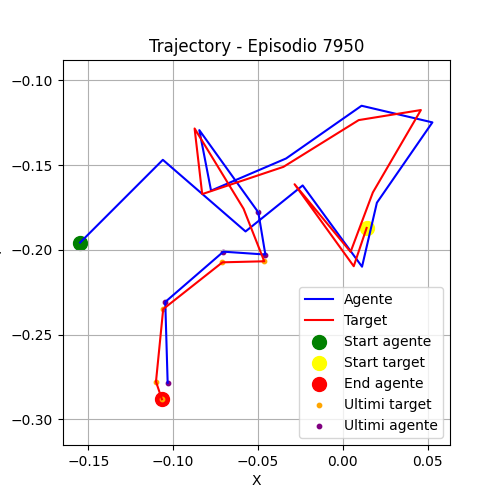 Trajectory - Episodio 7950
−0.10
−0.15
−0.20
−0.25
−0.30
−0.15
−0.10
−0.05
0.00
0.05
X
Agente
Target
Start agente
Start target
End agente
Ultimi target
Ultimi agente